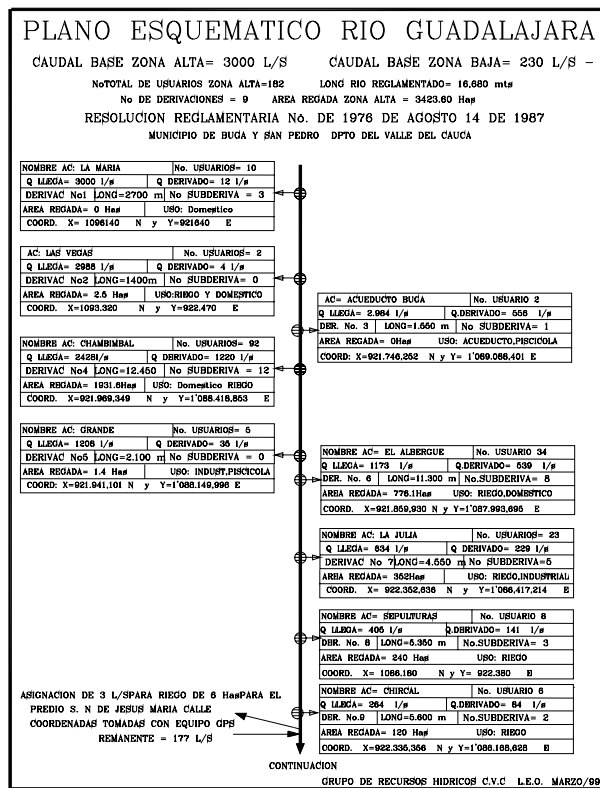 PLANO ESQUEMATICO RIO GUADALAJARA
CAUDAL BASE ZONA ALTA= 3000 L/S CAUDAL BASE ZONA BAJA= 230 L/S -
NoTOTAL DE USUARIOS ZONA ALTA=182 LONG RIO REGLAMENTADO= 16,680 mts
No DE DERIVACIONES = 9 AREA REGADA ZONA ALTA = 3423.60 Has
RESOLUCION REGLAMENTARIA No. DE 1976 DE AGOSTO 14 DE 1987
MUNICIPIO DE BUGA Y SAN PEDRO DPTO DEL VALLE DEL CAUCA
NOMBRE AC: LA MARIA No. USUARIOS= 10
Q LLEGA= 3000 l/s Q DERIVADO= 12 l/s
DERIVAC No1 LONG=2700 m No SUBDERIVA = 3
AREA REGADA= 0 Has USO: Domestico
COORD. X= 1096140 N y Y=921640 E
AC: LAS VEGAS No. USUARIOS= 2
Q LLEGA= 2988 l/s Q DERIVADO= 4 l/s
DERIVAC No2 LONG=1400m No SUBDERIVA= 0
AREA REGADA= 2.5 Has USO:RIEGO Y DOMESTICO
COORD. X=1093.320 N y Y=922.470 E
AC= ACUEDUCTO BUGA No. USUARIO 2
Q LLEGA= 2.984 l/s Q.DERIVADO= 556 l/s
DER. No. 3 LONG=1.550 m No SUBDERIVA= 1
AREA REGADA= 0Has USO: ACUEDUCTO,PISCICOLA
COORD: X=921.746,252 N y Y= 1'089.088,401 E
NOMBRE AC: CHAMBIMBAL No. USUARIOS= 92
Q LLEGA= 2428l/s Q DERIVADO= 1220 l/s
DERIVAC No4 LONG=12.450 No SUBDERIVA = 12
AREA REGADA= 1931.6Has USO: Domestico RIEGO
COORD. X=921.969,349 N y Y=1'088.418,853 E
NOMBRE AC: GRANDE No. USUARIOS= 5
Q LLEGA= 1208 l/s Q DERIVADO= 35 l/s
DERIVAC No5 LONG=2.100 m No SUBDERIVA = 0
AREA REGADA= 1.4 Has USO: INDUST,PISCICOLA
COORD. X=921.941,101 N y Y=1'088.149,998 E
NOMBRE AC= EL ALBERGUE No. USUARIO 34
Q LLEGA= 1173 l/s Q.DERIVADO= 539 l/s
DER. No. 6 LONG=11.300 m No.SUBDERIVA= 8
AREA REGADA= 776.1Has USO: RIEGO,DOMESTICO
COORD. X=921.859,930 N y Y=1'087.993,695 E
NOMBRE AC: LA JULIA No. USUARIOS= 23
Q LLEGA= 634 l/s Q DERIVADO= 229 l/s
DERIVAC No 7 LONG=4.550 m No SUBDERIVA=5
AREA REGADA= 352Has USO: RIEGO,INDUSTRIAL
COORD. X= 922.352,636 N y Y=1'086,417,214 E
NOMBRE AC= SEPULTURAS No. USUARIO 8
Q LLEGA= 405 l/s Q.DERIVADO= 141 l/s
DER. No. 8 LONG=5.350 m No.SUBDERIVA= 3
AREA REGADA= 240 Has USO: RIEGO
COORD. X= 1086.160 N y Y= 922.380 E
NOMBRE AC= CHIRCAL No. USUARIO 6
Q LLEGA= 264 l/s Q.DERIVADO= 84 l/s
DER. No.9 LONG=5.600 m No.SUBDERIVA= 2
AREA REGADA= 120 Has USO: RIEGO
COORD. X=922.335,356 N y Y=1'086.168,628 E
ASIGNACION DE 3 L/SPARA RIEGO DE 6 HasPARA EL
PREDIO S. N DE JESUS MARIA CALLE
COORDENADAS TOMADAS CON EQUIPO GPS
REMANENTE = 177 L/S
CONTINUACION
GRUPO DE RECURSOS HIDRICOS C.V.C L.E.O. MARZO/99